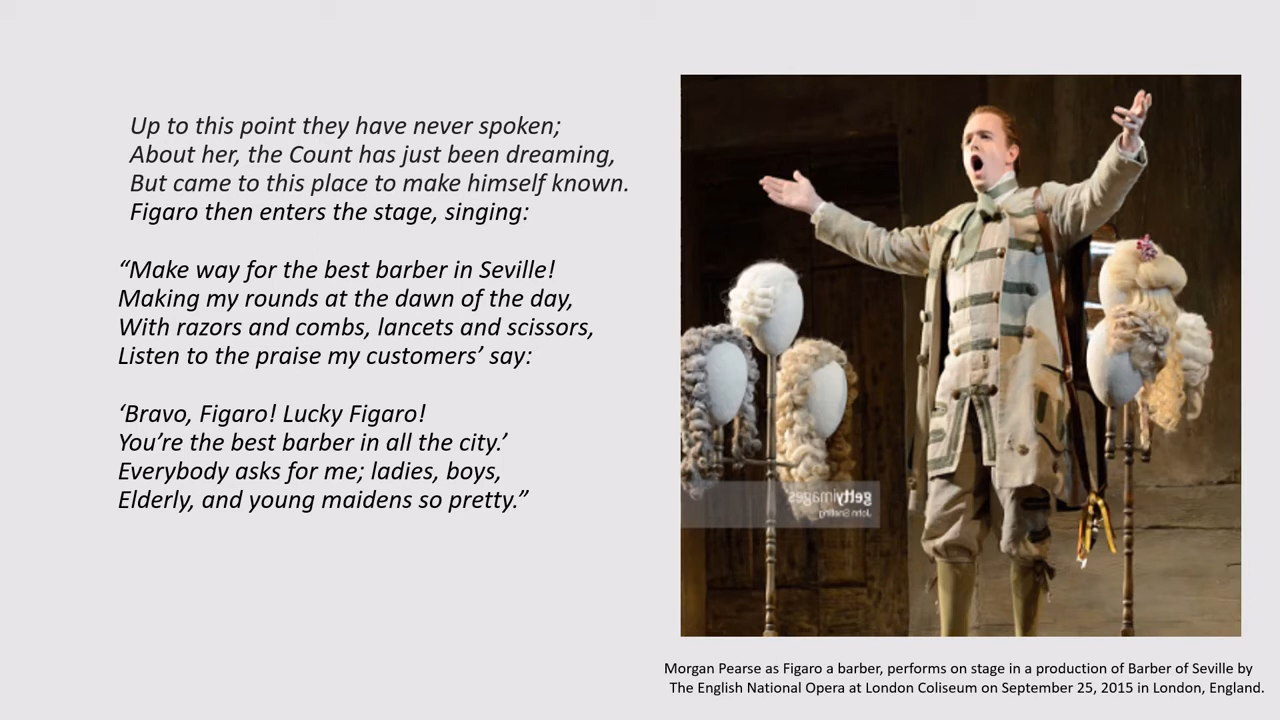 Up to this point they have never spoken;
About her, the Count has just been dreaming,
But came to this place to make himself known.
Figaro then enters the stage, singing:
“Make way for the best barber in Seville!
Making my rounds at the dawn of the day,
With razors and combs, lancets and scissors,
Listen to the praise my customers’ say:
‘Bravo, Figaro! Lucky Figaro!
You’re the best barber in all the city.’
Everybody asks for me; ladies, boys,
Elderly, and young maidens so pretty.”
gettyimages
John Snelling
Morgan Pearse as Figaro a barber, performs on stage in a production of Barber of Seville by
The English National Opera at London Coliseum on September 25, 2015 in London, England.